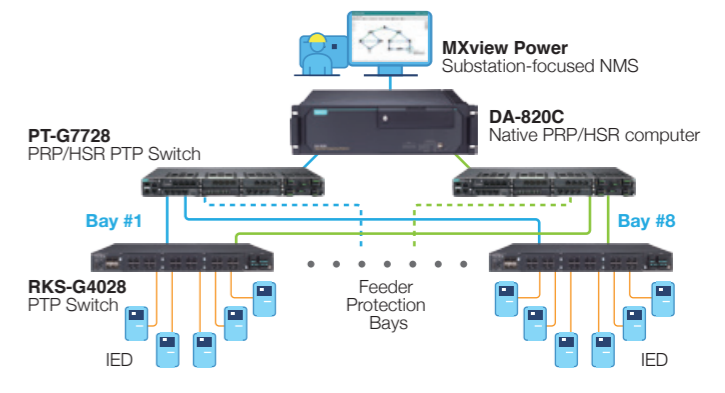 MXview Power
Substation-focused NMS
DA-820C
Native PRP/HSR computer
PT-G7728
PRP/HSR PTP Switch
Bay #1
Bay #8
RKS-G4028
PTP Switch
Feeder
Protection
Bays
IED
IED